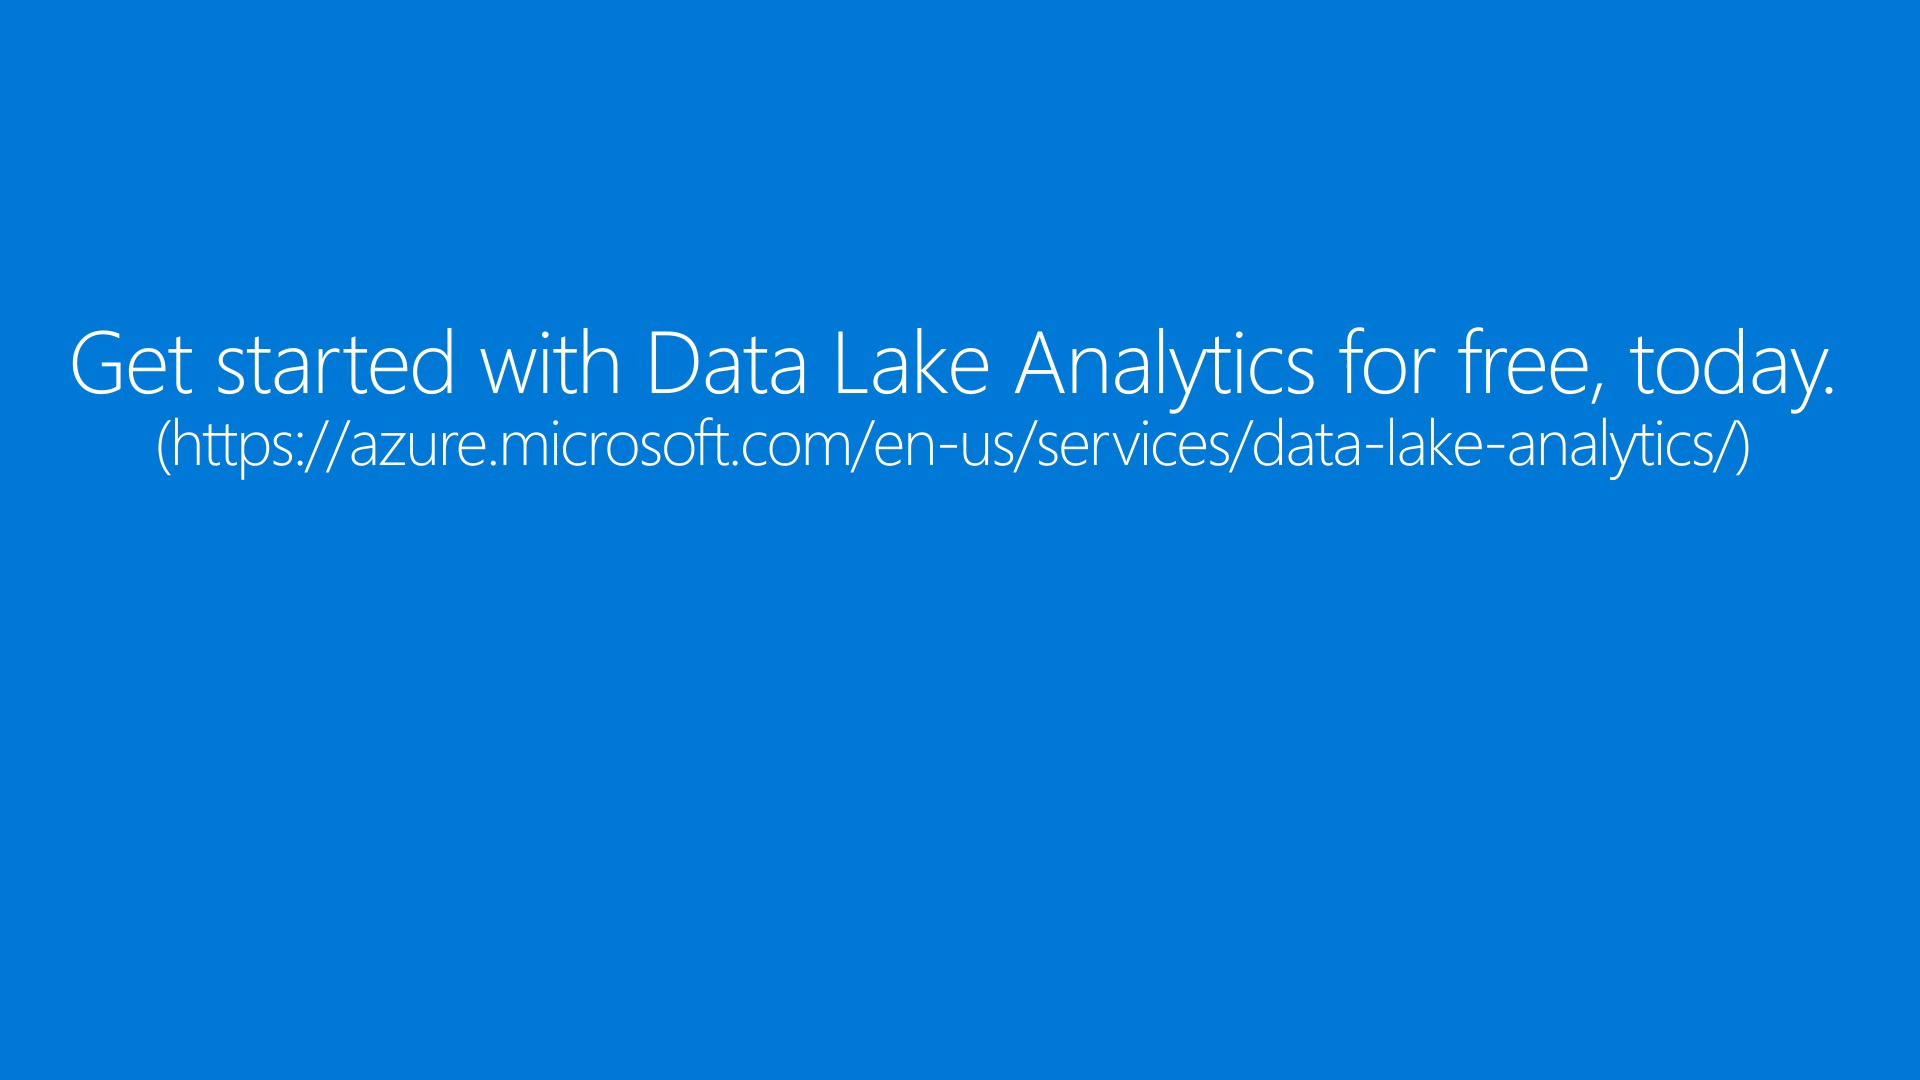 Get started with Data Lake Analytics for free, today.
(https://azure.microsoft.com/en-us/services/data-lake-analytics/)